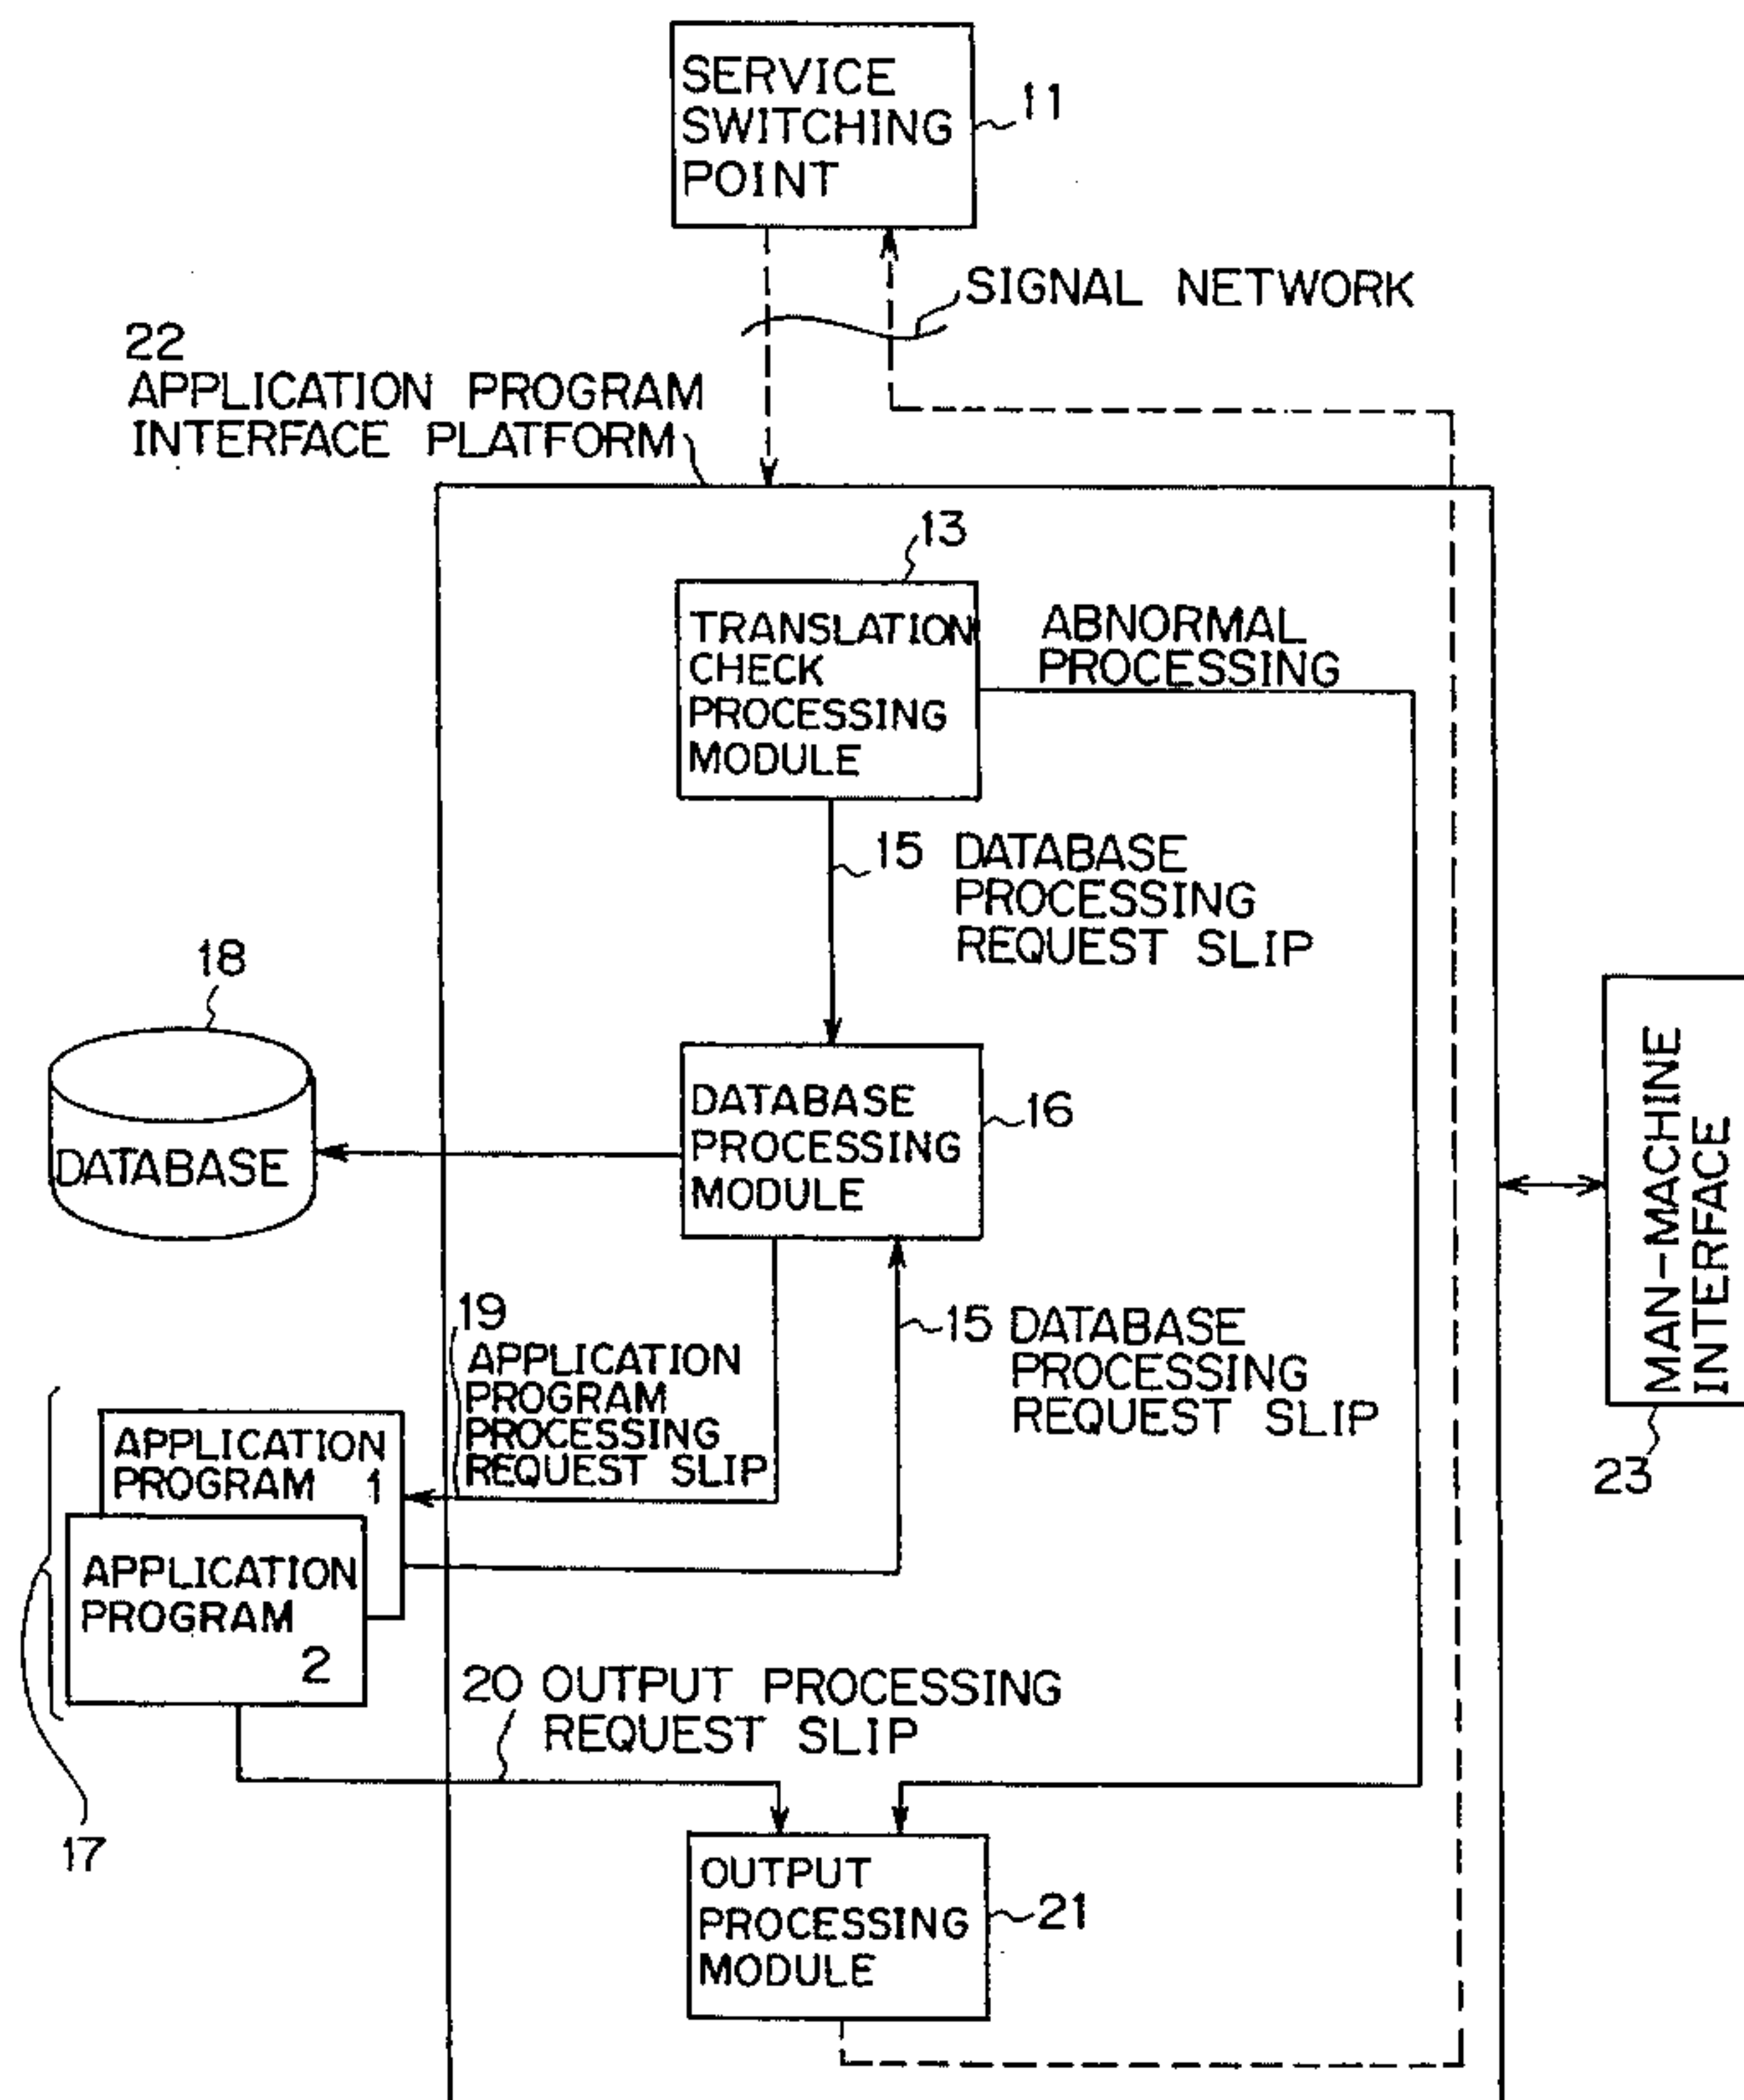 SERVICE
SWITCHING
POINT
11
SIGNAL NETWORK
22
APPLICATION PROGRAM
INTERFACE PLATFORM
13
TRANSLATION
CHECK
PROCESSING
MODULE
ABNORMAL
PROCESSING
15 DATABASE
PROCESSING
REQUEST SLIP
18
DATABASE
DATABASE
PROCESSING
MODULE
16
MAN-MACHINE
INTERFACE
23
19
APPLICATION
PROGRAM
PROCESSING
REQUEST SLIP
15 DATABASE
PROCESSING
REQUEST SLIP
APPLICATION
PROGRAM 1
APPLICATION
PROGRAM
2
17
20 OUTPUT PROCESSING
REQUEST SLIP
OUTPUT
PROCESSING
MODULE
21